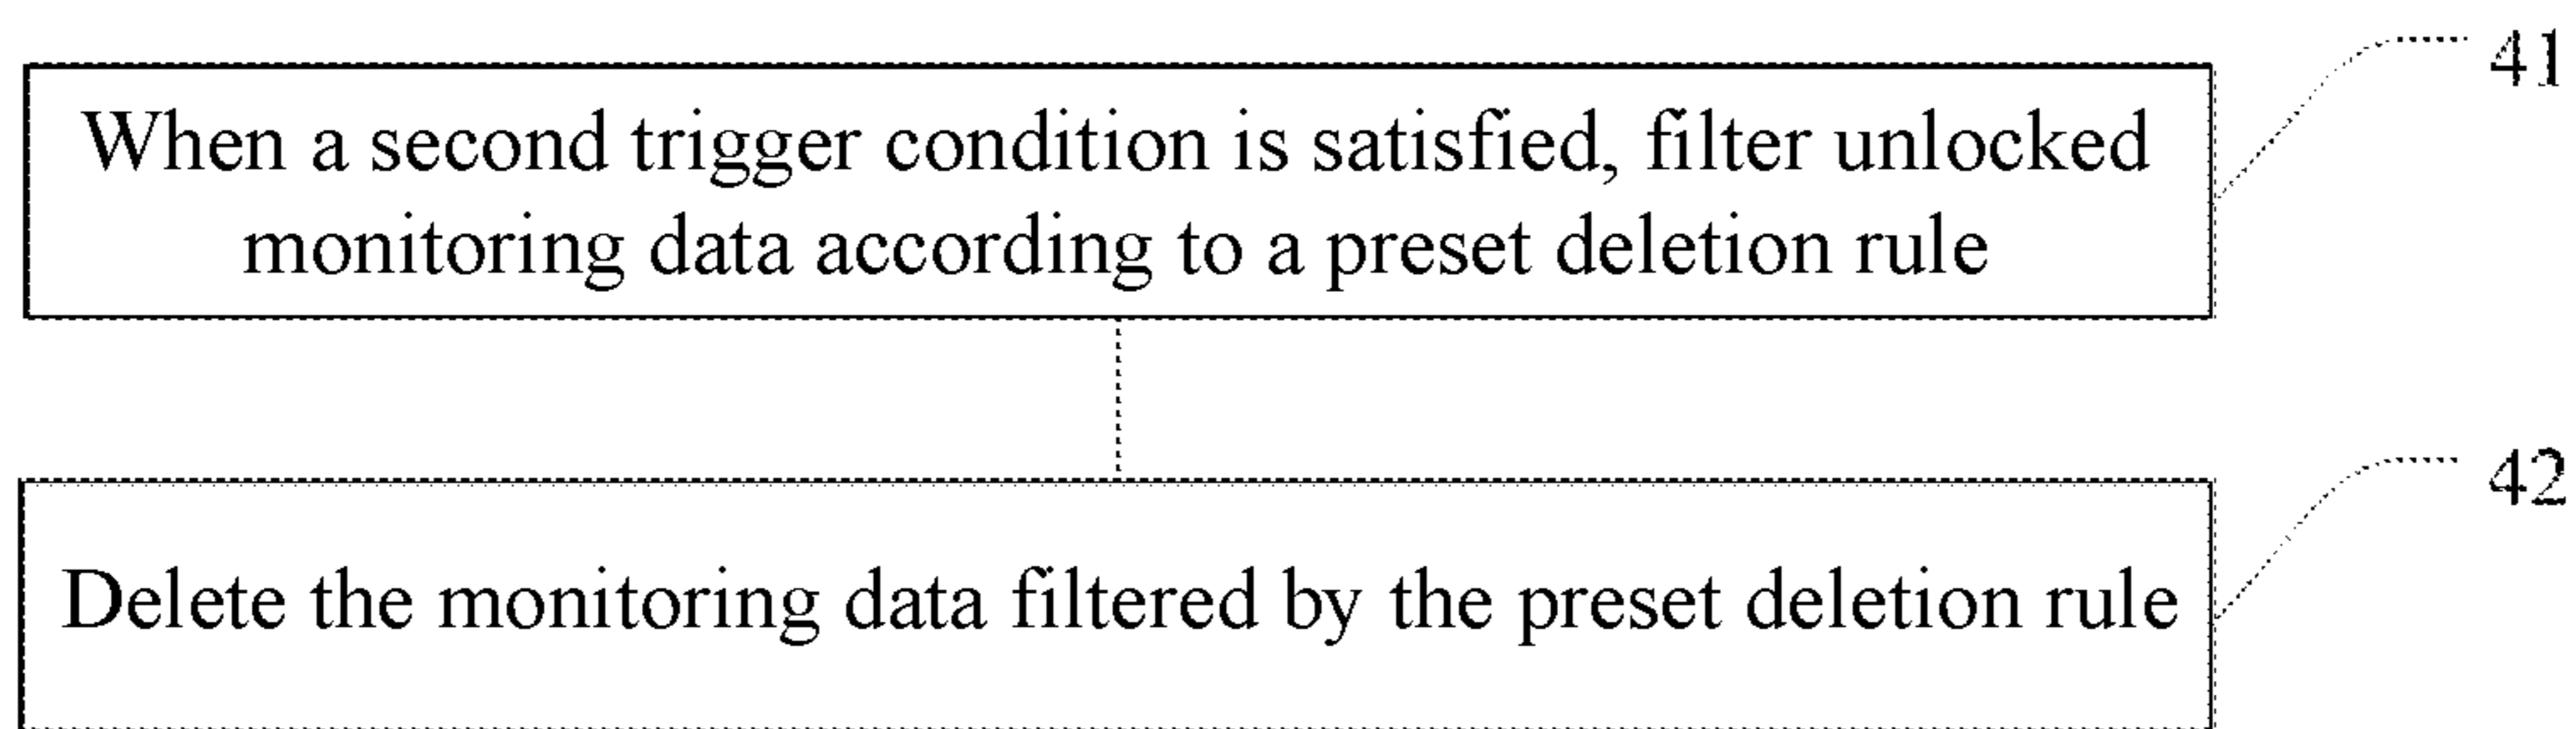 41
When a second trigger condition is satisfied, filter unlocked
monitoring data according to a preset deletion rule
42
Delete the monitoring data filtered by the preset deletion rule